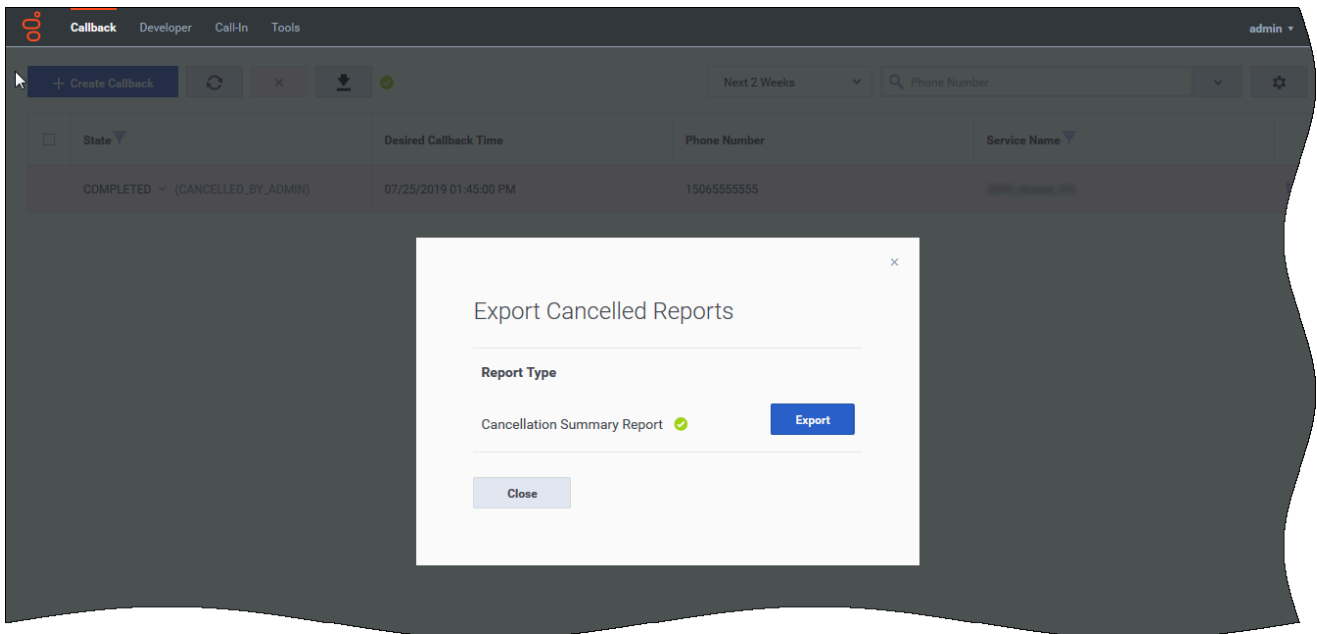 Callback Developer Call-In Tools admin
+ Create Callback Next 2 Weeks Phone Number
State Desired Callback Time Phone Number Service Name
COMPLETED (CANCELLED_BY_ADMIN) 07/25/2019 01:45:00 PM 15065555555
Export Cancelled Reports
Report Type
Cancellation Summary Report Export
Close